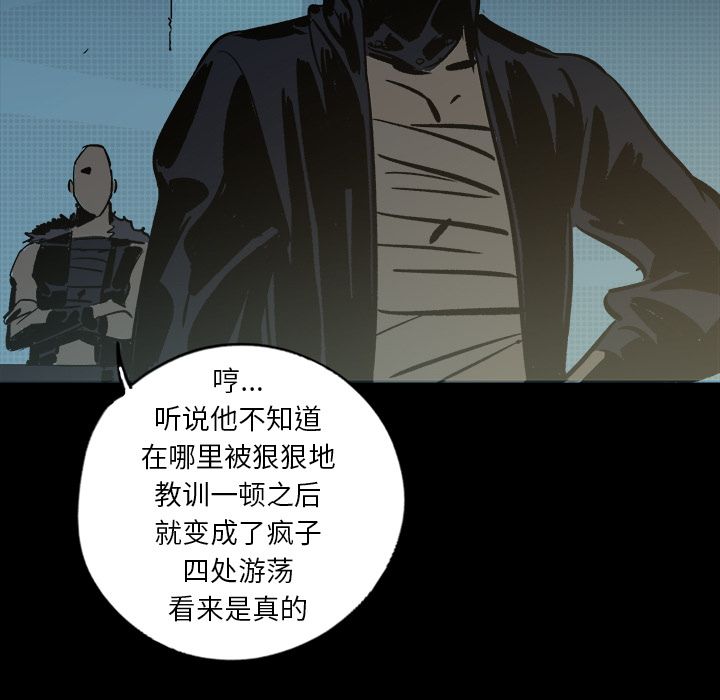 哼...
听说他不知道
在哪里被狠狠地
教训一顿之后
就变成了疯子
四处游荡
看来是真的